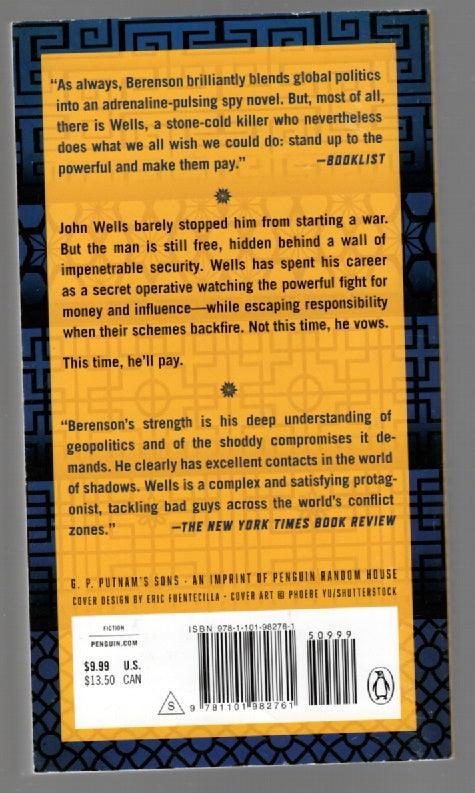 "As always, Berenson brilliantly blends global politics
into an adrenaline-pulsing spy novel. But, most of all,
there is Wells, a stone-cold killer who nevertheless
does what we all wish we could do: stand up to the
powerful and make them pay." —BOOKLIST
John Wells barely stopped him from starting a war.
But the man is still free, hidden behind a wall of
impenetrable security. Wells has spent his career
as a secret operative watching the powerful fight for
money and influence—while escaping responsibility
when their schemes backfire. Not this time, he vows.
This time, he'll pay.
"Berenson's strength is his deep understanding of
geopolitics and of the shoddy compromises it de-
mands. He clearly has excellent contacts in the world
of shadows. Wells is a complex and satisfying protag-
onist, tackling bad guys across the world's conflict
zones." —THE NEW YORK TIMES BOOK REVIEW
G. P. PUTNAM'S SONS · AN IMPRINT OF PENGUIN RANDOM HOUSE
COVER DESIGN BY ERIC FUENTECILLA · COVER ART © PHOEBE YU/SHUTTERSTOCK
FICTION
PENGUIN.COM
$9.99 U.S.
$13.50 CAN
S
ISBN 978-1-101-98276-1
50999
9 781101 982761